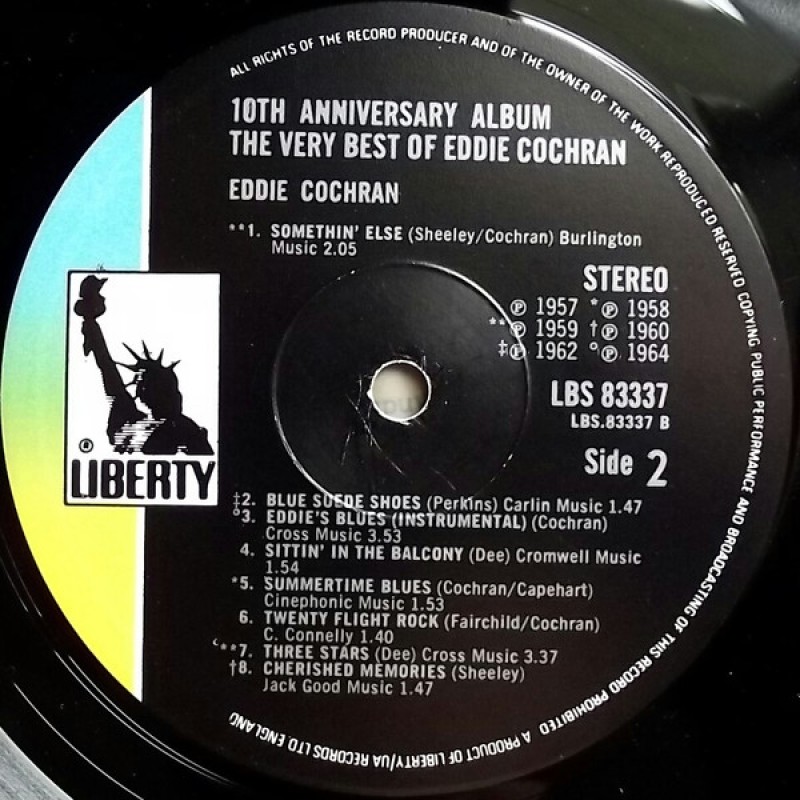 ALL RIGHTS OF THE RECORD PRODUCER AND OF THE OWNER OF THE WORK REPRODUCED RESERVED COPYING PUBLIC PERFORMANCE AND BROADCASTING OF THIS RECORD PROHIBITED A PRODUCT OF LIBERTY/UA RECORDS LTD ENGLAND
10TH ANNIVERSARY ALBUM
THE VERY BEST OF EDDIE COCHRAN
EDDIE COCHRAN
**1. SOMETHIN' ELSE (Sheeley/Cochran) Burlington
Music 2.05
STEREO
℗ 1957 *℗ 1958
**℗ 1959 †℗ 1960
‡℗ 1962 °℗ 1964
LBS 83337
LBS.83337 B
Side 2
®
LIBERTY
‡2. BLUE SUEDE SHOES (Perkins) Carlin Music 1.47
°3. EDDIE'S BLUES (INSTRUMENTAL) (Cochran)
Cross Music 3.53
4. SITTIN' IN THE BALCONY (Dee) Cromwell Music
1.54
*5. SUMMERTIME BLUES (Cochran/Capehart)
Cinephonic Music 1.53
6. TWENTY FLIGHT ROCK (Fairchild/Cochran)
C. Connelly 1.40
**7. THREE STARS (Dee) Cross Music 3.37
†8. CHERISHED MEMORIES (Sheeley)
Jack Good Music 1.47